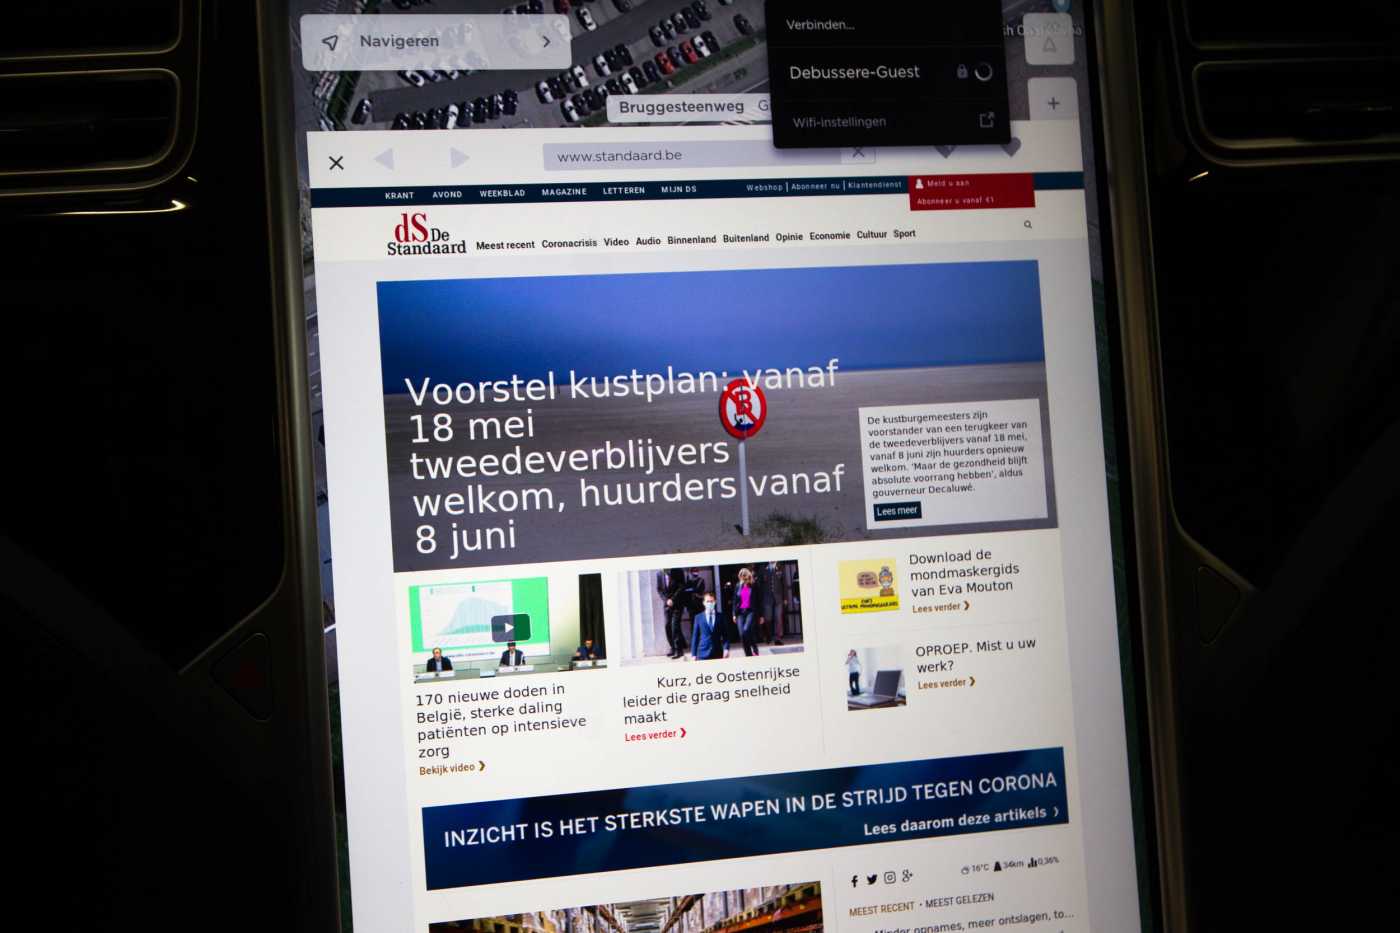 Navigeren
Verbinden...
Debussere-Guest
Wifi-instellingen
Bruggesteenweg
www.standaard.be
KRANT AVOND WEEKBLAD MAGAZINE LETTEREN MIJN DS
Webshop | Abonneer nu | Klantendienst
Meld u aan
Abonneer u vanaf €1
dS De
Standaard
Meest recent Coronacrisis Video Audio Binnenland Buitenland Opinie Economie Cultuur Sport
Voorstel kustplan: vanaf
18 mei
tweedeverblijvers
welkom, huurders vanaf
8 juni
De kustburgemeesters zijn
voorstander van een terugkeer van
de tweedeverblijvers vanaf 18 mei,
vanaf 8 juni zijn huurders opnieuw
welkom. 'Maar de gezondheid blijft
absolute voorrang hebben', aldus
gouverneur Decaluwé.
Lees meer
170 nieuwe doden in
België, sterke daling
patiënten op intensieve
zorg
Bekijk video
Kurz, de Oostenrijkse
leider die graag snelheid
maakt
Lees verder
Download de
mondmaskergids
van Eva Mouton
Lees verder
OPROEP. Mist u uw
werk?
Lees verder
INZICHT IS HET STERKSTE WAPEN IN DE STRIJD TEGEN CORONA
Lees daarom deze artikels
16°C 34km 0,36%
MEEST RECENT • MEEST GELEZEN
Minder opnames, meer ontslagen, to...